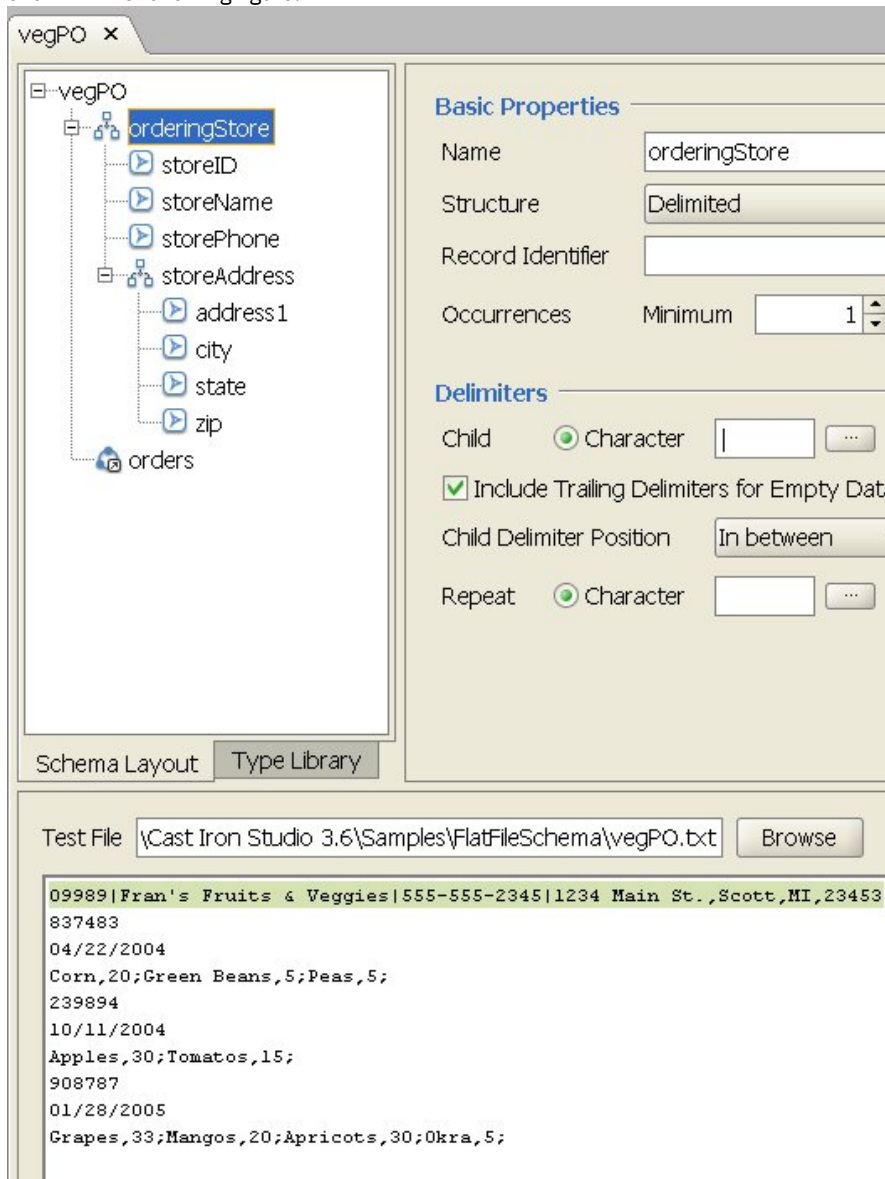 vegPO
vegPO
orderingStore
storeID
storeName
storePhone
storeAddress
address1
city
state
zip
orders
Schema Layout
Type Library
Basic Properties
Name orderingStore
Structure Delimited
Record Identifier
Occurrences Minimum 1
Delimiters
Child Character | ...
Include Trailing Delimiters for Empty Dat
Child Delimiter Position In between
Repeat Character ...
Test File \Cast Iron Studio 3.6\Samples\FlatFileSchema\vegPO.txt Browse
09989|Fran's Fruits & Veggies|555-555-2345|1234 Main St.,Scott,MI,23453
837483
04/22/2004
Corn,20;Green Beans,5;Peas,5;
239894
10/11/2004
Apples,30;Tomatos,15;
908787
01/28/2005
Grapes,33;Mangos,20;Apricots,30;Okra,5;